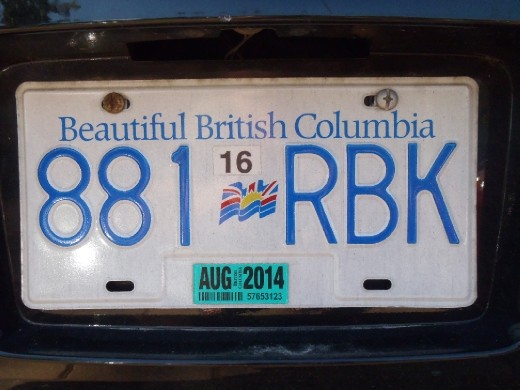 Beautiful British Columbia
16
881 RBK
AUG 2014
57653123